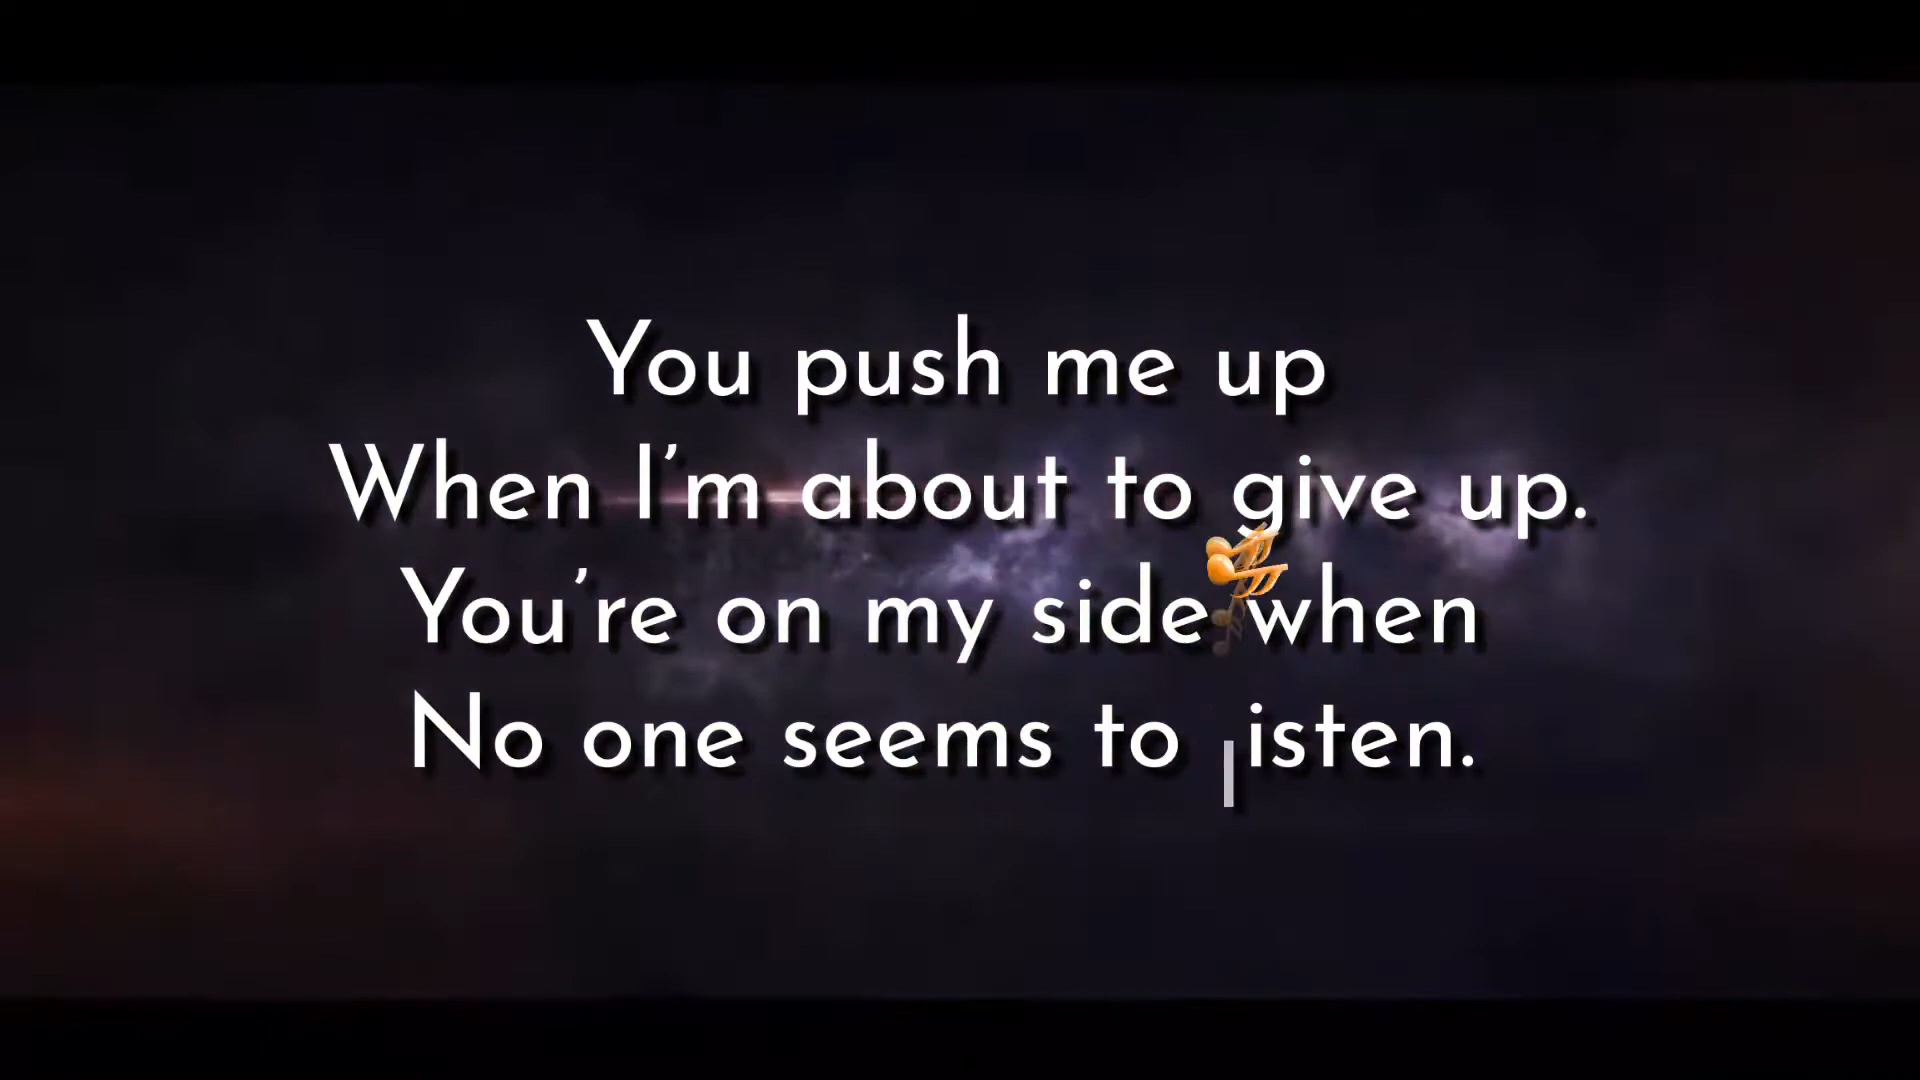 You push me up
When I'm about to give up.
You're on my side when
No one seems to listen.